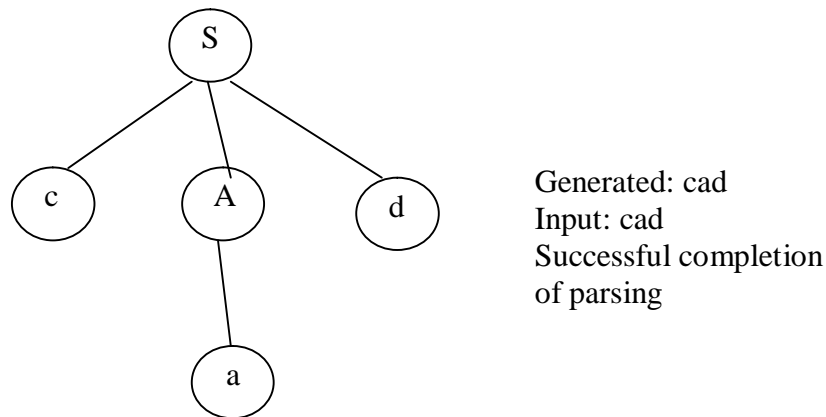 S
c
A
d
a
Generated: cad
Input: cad
Successful completion
of parsing